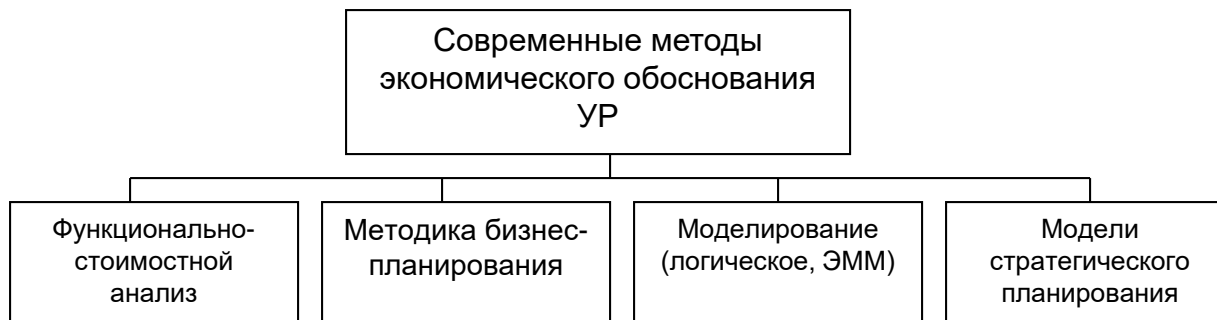 Современные методы
экономического обоснования
УР
Функционально-
стоимостной
анализ
Методика бизнес-
планирования
Моделирование
(логическое, ЭММ)
Модели
стратегического
планирования